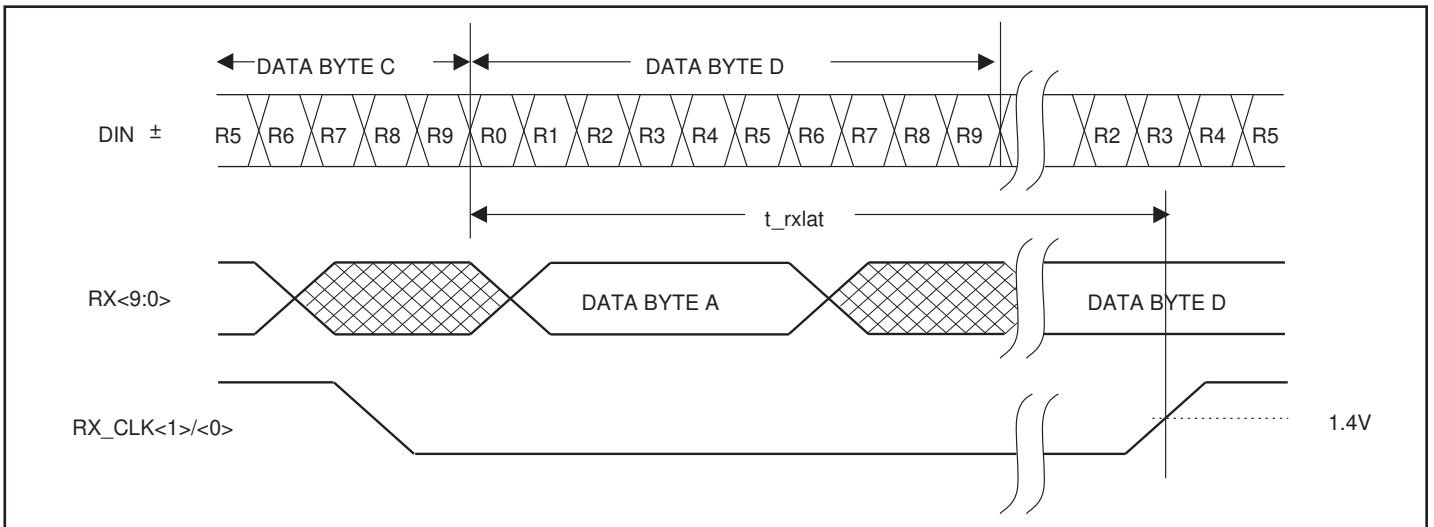 DATA BYTE C DATA BYTE D
DIN ± R5 R6 R7 R8 R9 R0 R1 R2 R3 R4 R5 R6 R7 R8 R9 R2 R3 R4 R5
t_rxlat
RX<9:0> DATA BYTE A DATA BYTE D
RX_CLK<1>/<0> 1.4V